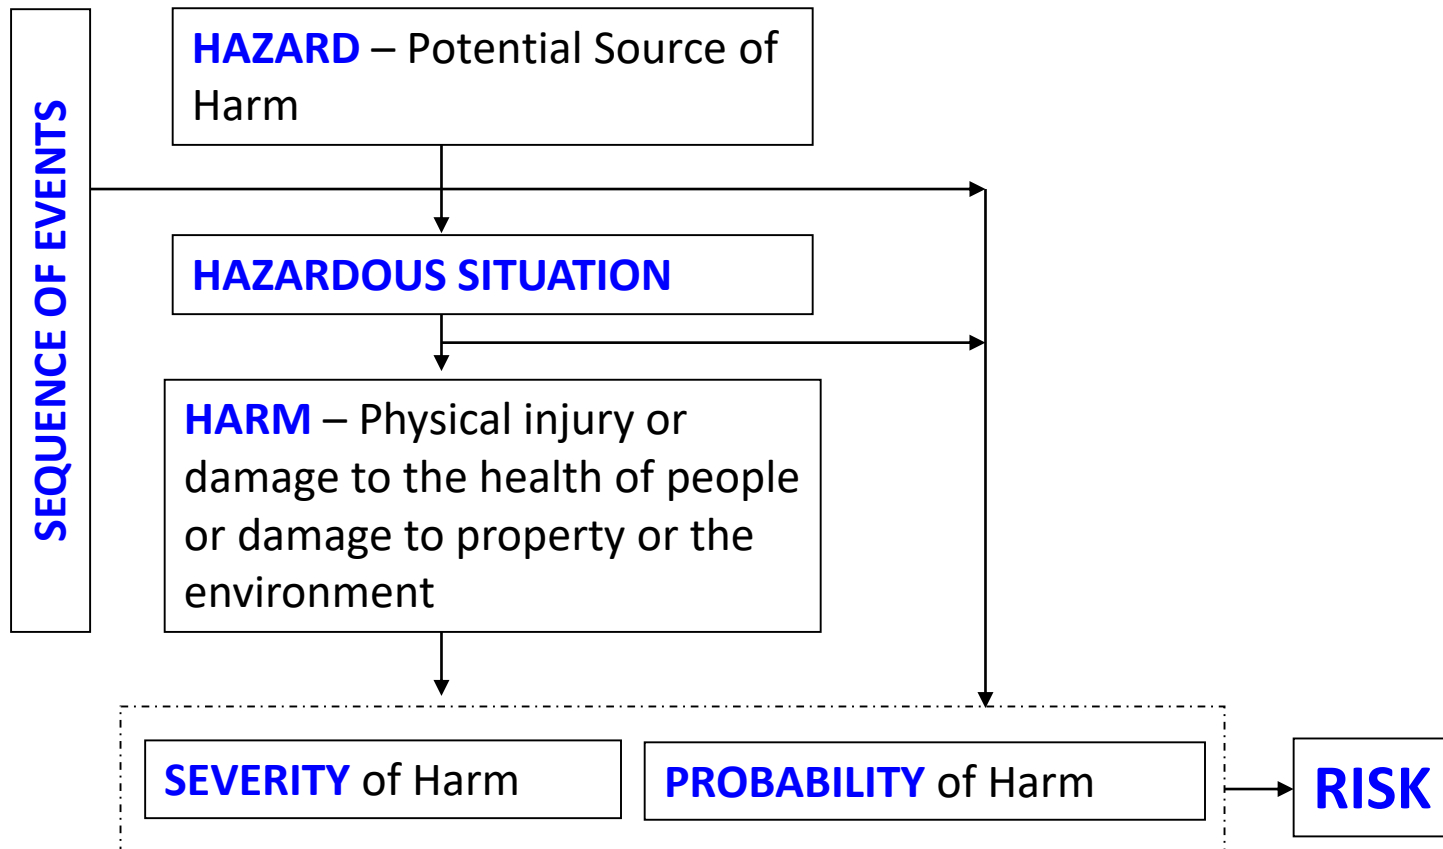 SEQUENCE OF EVENTS
HAZARD – Potential Source of
Harm
HAZARDOUS SITUATION
HARM – Physical injury or
damage to the health of people
or damage to property or the
environment
SEVERITY of Harm
PROBABILITY of Harm
RISK